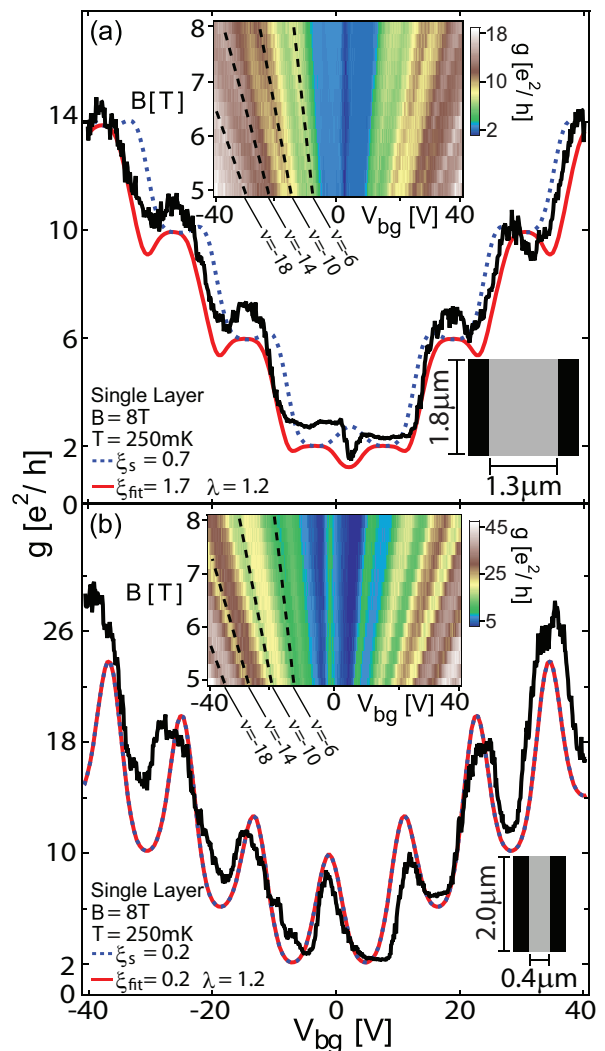 (a)
14
10
6
2
0
g [e²/h]
B [T]
8
7
6
5
-40
0
V_bg [V]
40
18
10
2
g [e²/h]
ν=-18
ν=-14
ν=-10
ν=-6
Single Layer
B = 8T
T = 250mK
ξ_s = 0.7
ξ_fit = 1.7 λ = 1.2
1.8μm
1.3μm
(b)
26
18
10
2
0
B [T]
8
7
6
5
-40
0
V_bg [V]
40
45
25
5
g [e²/h]
ν=-18
ν=-14
ν=-10
ν=-6
Single Layer
B = 8T
T = 250mK
ξ_s = 0.2
ξ_fit = 0.2 λ = 1.2
2.0μm
0.4μm
-40
-20
0
20
40
V_bg [V]